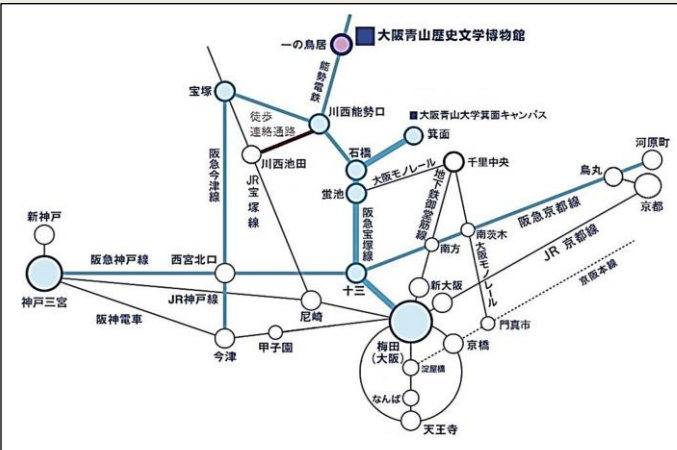 大阪青山歴史文学博物館
一の鳥居
能勢電鉄
宝塚
川西能勢口
徒歩
連絡通路
大阪青山大学箕面キャンパス
箕面
石橋
川西池田
蛍池
大阪モノレール
千里中央
河原町
烏丸
京都
阪急今津線
JR宝塚線
阪急宝塚線
地下鉄御堂筋線
阪急京都線
新神戸
南茨木
南方
JR 京都線
大阪モノレール
京阪本線
阪急神戸線
西宮北口
十三
神戸三宮
JR神戸線
新大阪
尼崎
阪神電車
門真市
今津
甲子園
梅田
(大阪)
京橋
淀屋橋
なんば
天王寺